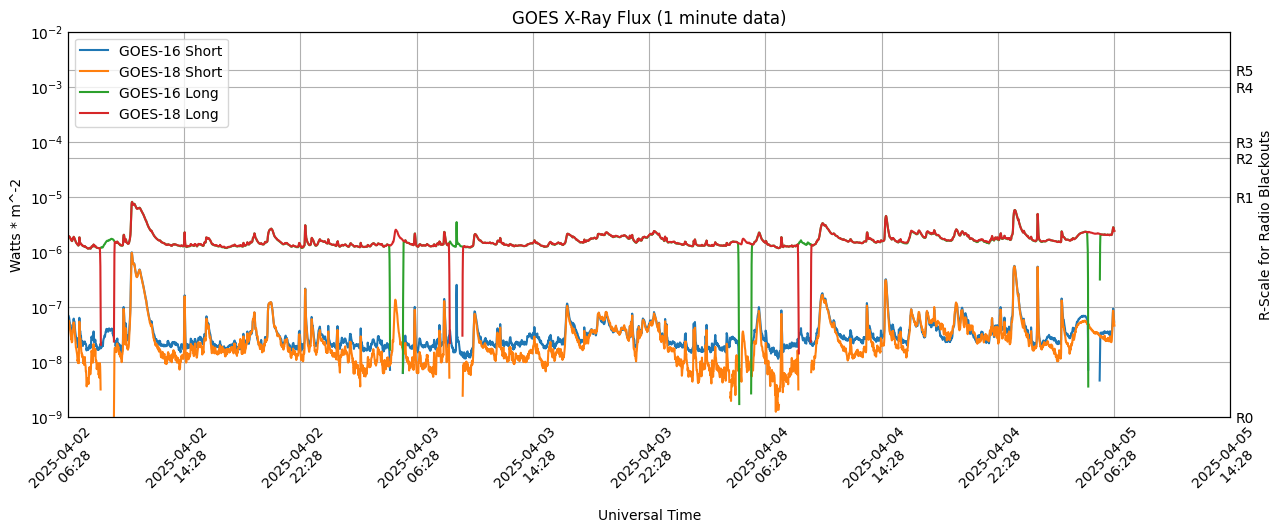 GOES X-Ray Flux (1 minute data)
GOES-16 Short
GOES-18 Short
GOES-16 Long
GOES-18 Long
10^-2
10^-3
10^-4
10^-5
10^-6
10^-7
10^-8
10^-9
Watts * m^-2
R5
R4
R3
R2
R1
R0
R-Scale for Radio Blackouts
2025-04-02
06:28
2025-04-02
14:28
2025-04-02
22:28
2025-04-03
06:28
2025-04-03
14:28
2025-04-03
22:28
2025-04-04
06:28
2025-04-04
14:28
2025-04-04
22:28
2025-04-05
06:28
2025-04-05
14:28
Universal Time